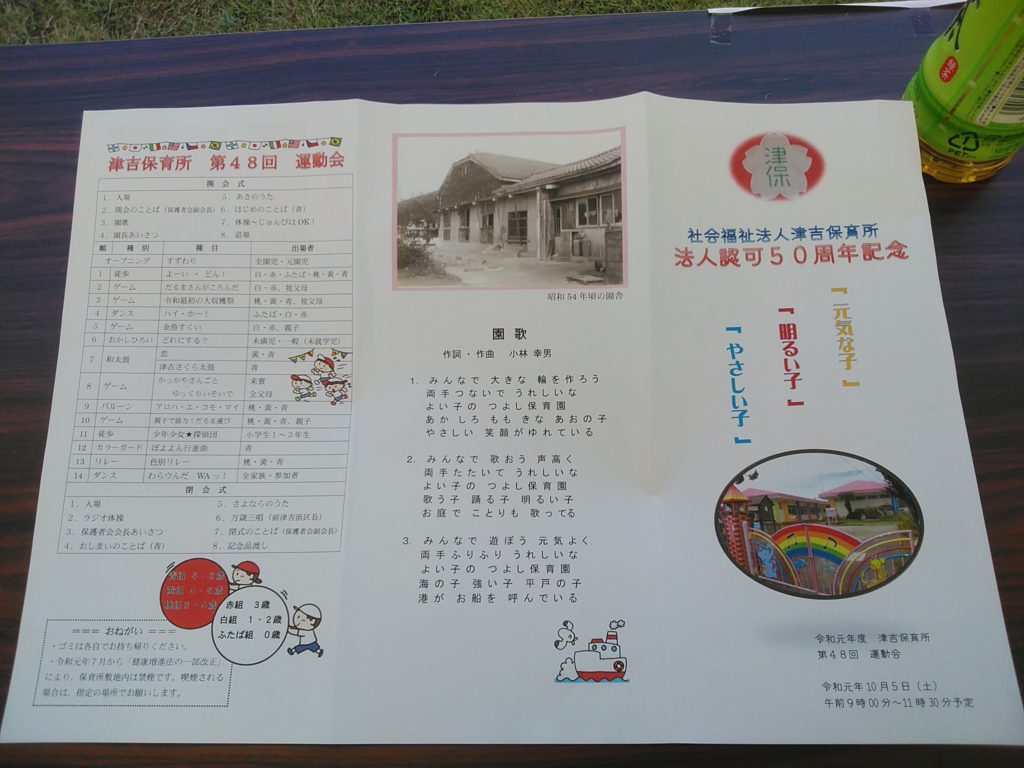 津吉保育所　第４８回　運動会
開　会　式
１．入場
２．開会のことば（保護者会副会長）
３．園歌
４．園長あいさつ
５．あさのうた
６．はじめのことば（青）
７．体操～じゅんびはOK！
８．退場
順　種　別　種　目　出場者
オープニング　すずわり　全園児・元園児
1　徒歩　よーい・どん！　白・赤・ふたば・桃・黄・青
2　ゲーム　だるまさんがころんだ　白・赤、祖父母
3　ゲーム　令和最初の大収穫祭　桃・黄・青、祖父母
4　ダンス　ハイ・ホー！　ふたば・白・赤
5　ゲーム　金魚すくい　白・赤、親子
6　おかしひろい　どれにする？　未満児・一般（未就学児）
7　和太鼓　恋　黄・青
津吉さくら太鼓　青
8　ゲーム　かっかやさんごと　来賓
ゆっくりいそいで　全父母
9　バルーン　アロハ・エ・コモ・マイ　桃・黄・青
10　ゲーム　親子で協力！だるま運び　桃・黄・青、親子
11　徒歩　少年少女★探偵団　小学生１～３年生
12　カラーガード　ぽよよん行進曲　青
13　リレー　色別リレー　桃・黄・青
14　ダンス　わらうんだ　WAっ！　全家族・参加者
閉　会　式
１．入場
２．ラジオ体操
３．保護者会会長あいさつ
４．おしまいのことば（青）
５．さよならのうた
６．万歳三唱（前津吉浜区長）
７．閉式のことば（保護者会副会長）
８．記念品渡し
青組　５・６歳
黄組　４・５歳
桃組　３・４歳
赤組　３歳
白組　１・２歳
ふたば組　０歳
=== おねがい ===
・ゴミは各自でお持ち帰りください。
・令和元年７月から「健康増進法の一部改正」
により、保育所敷地内は禁煙です。喫煙される
場合は、指定の場所でお願いします。
昭和54年頃の園舎
園　歌
作詞・作曲　小林 幸男
１．みんなで　大きな　輪を作ろう
両手つないで　うれしいな
よい子の　つよし保育園
あか　しろ　もも　きな　あおの子
やさしい　笑顔がゆれている
２．みんなで　歌おう　声高く
両手たたいて　うれしいな
よい子の　つよし保育園
歌う子　踊る子　明るい子
お庭で　ことりも　歌ってる
３．みんなで　遊ぼう　元気よく
両手ふりふり　うれしいな
よい子の　つよし保育園
海の子　強い子　平戸の子
港が　お船を　呼んでいる
津保
社会福祉法人津吉保育所
法人認可５０周年記念
『元気な子』
『明るい子』
『やさしい子』
令和元年度　津吉保育所
第４８回　運動会
令和元年10月５日（土）
午前９時00分～11時30分予定
PET